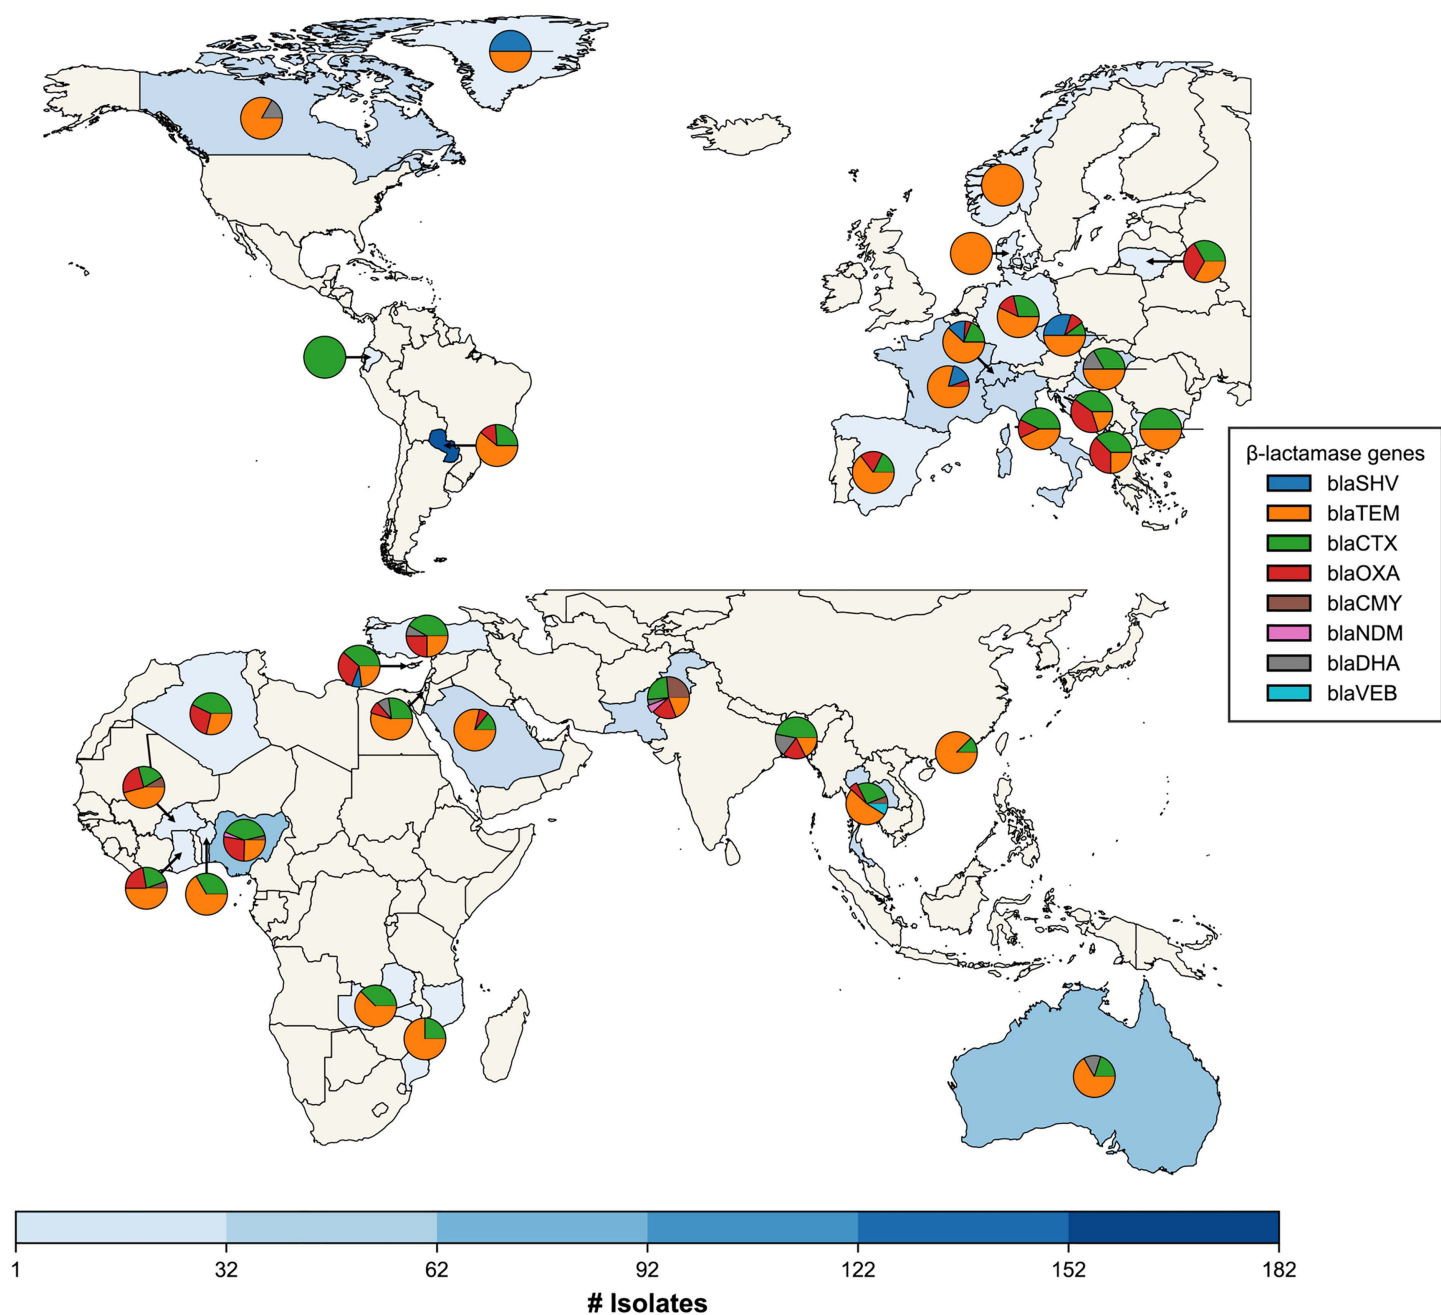 β-lactamase genes
blaSHV
blaTEM
blaCTX
blaOXA
blaCMY
blaNDM
blaDHA
blaVEB
1 32 62 92 122 152 182
# Isolates